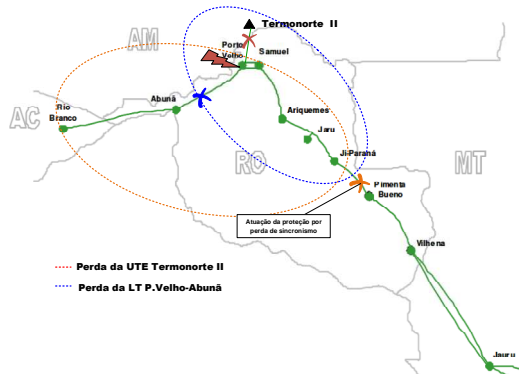 AM
Termonorte II
Porto
Velho
Samuel
Abunã
AC
Rio
Branco
Ariquemes
Jaru
RO
Ji-Paraná
MT
Pimenta
Bueno
Atuação da proteção por
perda de sincronismo
Vilhena
Perda da UTE Termonorte II
Perda da LT P.Velho-Abunã
Jauru